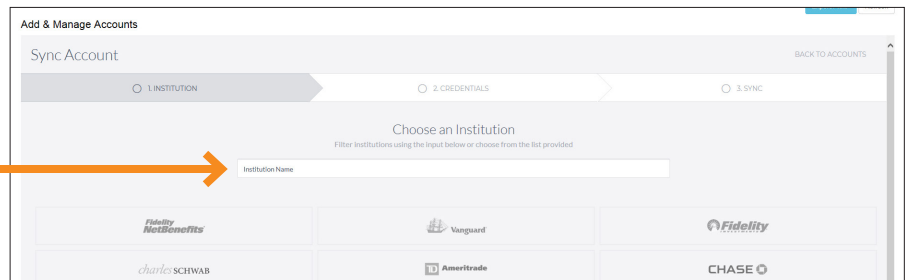 Add & Manage Accounts
Sync Account
BACK TO ACCOUNTS
1. INSTITUTION
2. CREDENTIALS
3. SYNC
Choose an Institution
Filter institutions using the input below or choose from the list provided
Institution Name
Fidelity NetBenefits
Vanguard
Fidelity INVESTMENTS
charles SCHWAB
TD Ameritrade
CHASE